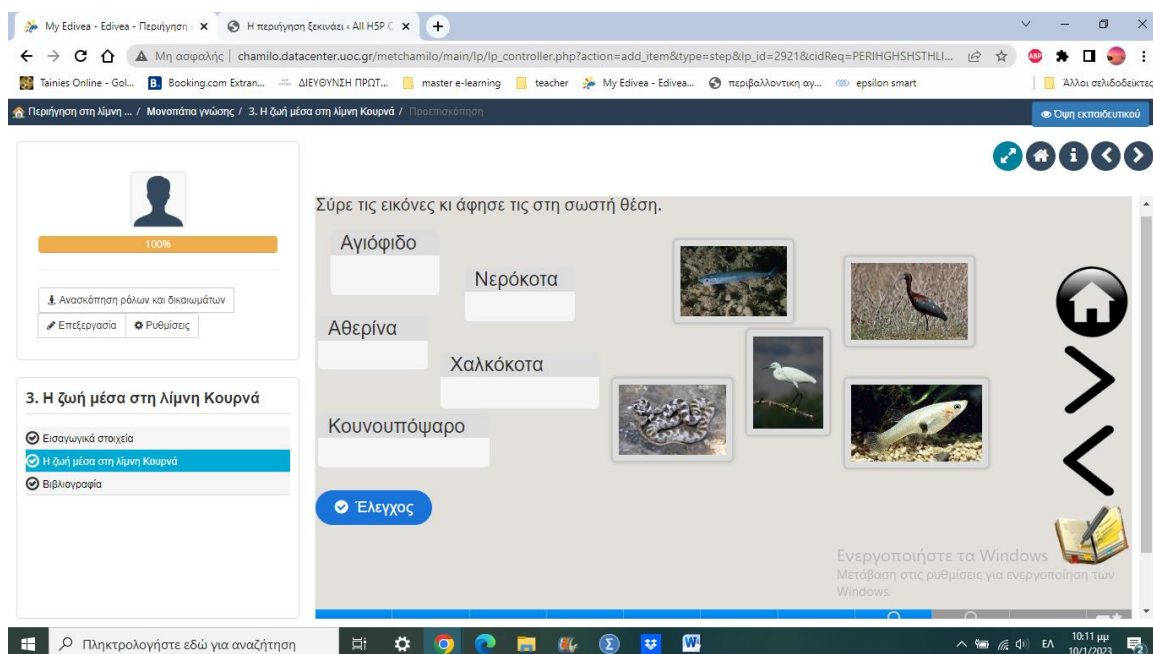 My Edivea - Edivea - Περιήγηση
Η περιήγηση ξεκινάει ‹ All H5P C
Μη ασφαλής | chamilo.datacenter.uoc.gr/metchamilo/main/lp/lp_controller.php?action=add_item&type=step&lp_id=2921&cidReq=PERIHGHSHSTHLI...
Tainies Online - Gol...
Booking.com Extran...
ΔΙΕΥΘΥΝΣΗ ΠΡΩΤ...
master e-learning
teacher
My Edivea - Edivea...
περιβαλλοντικη αγ...
epsilon smart
Άλλοι σελιδοδείκτες
Περιήγηση στη λίμνη ... / Μονοπάτια γνώσης / 3. Η ζωή μέσα στη λίμνη Κουρνά / Προεπισκόπηση
Όψη εκπαιδευτικού
100%
Ανασκόπηση ρόλων και δικαιωμάτων
Επεξεργασία
Ρυθμίσεις
3. Η ζωή μέσα στη λίμνη Κουρνά
Εισαγωγικά στοιχεία
Η ζωή μέσα στη λίμνη Κουρνά
Βιβλιογραφία
Σύρε τις εικόνες κι άφησε τις στη σωστή θέση.
Αγιόφιδο
Νερόκοτα
Αθερίνα
Χαλκόκοτα
Κουνουπόψαρο
Έλεγχος
Ενεργοποιήστε τα Windows
Μετάβαση στις ρυθμίσεις για ενεργοποίηση των
Windows.
Πληκτρολογήστε εδώ για αναζήτηση
ΕΛ
10:11 μμ
10/1/2023